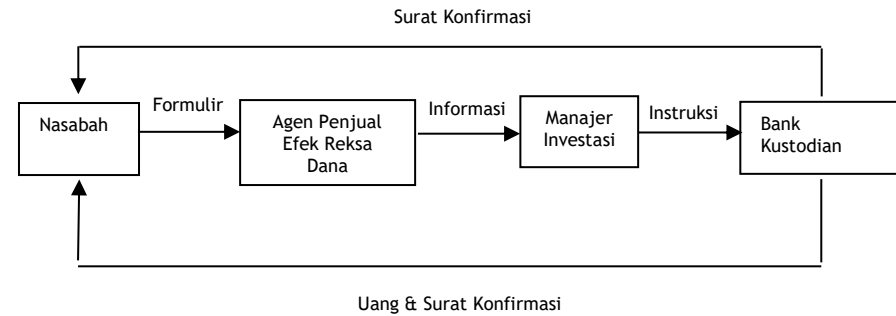 Surat Konfirmasi
Nasabah
Formulir
Agen Penjual
Efek Reksa
Dana
Informasi
Manajer
Investasi
Instruksi
Bank
Kustodian
Uang & Surat Konfirmasi